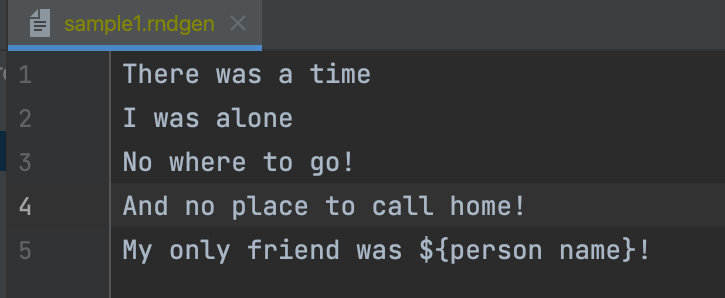 sample1.rndgen
1 There was a time
2 I was alone
3 No where to go!
4 And no place to call home!
5 My only friend was ${person name}!